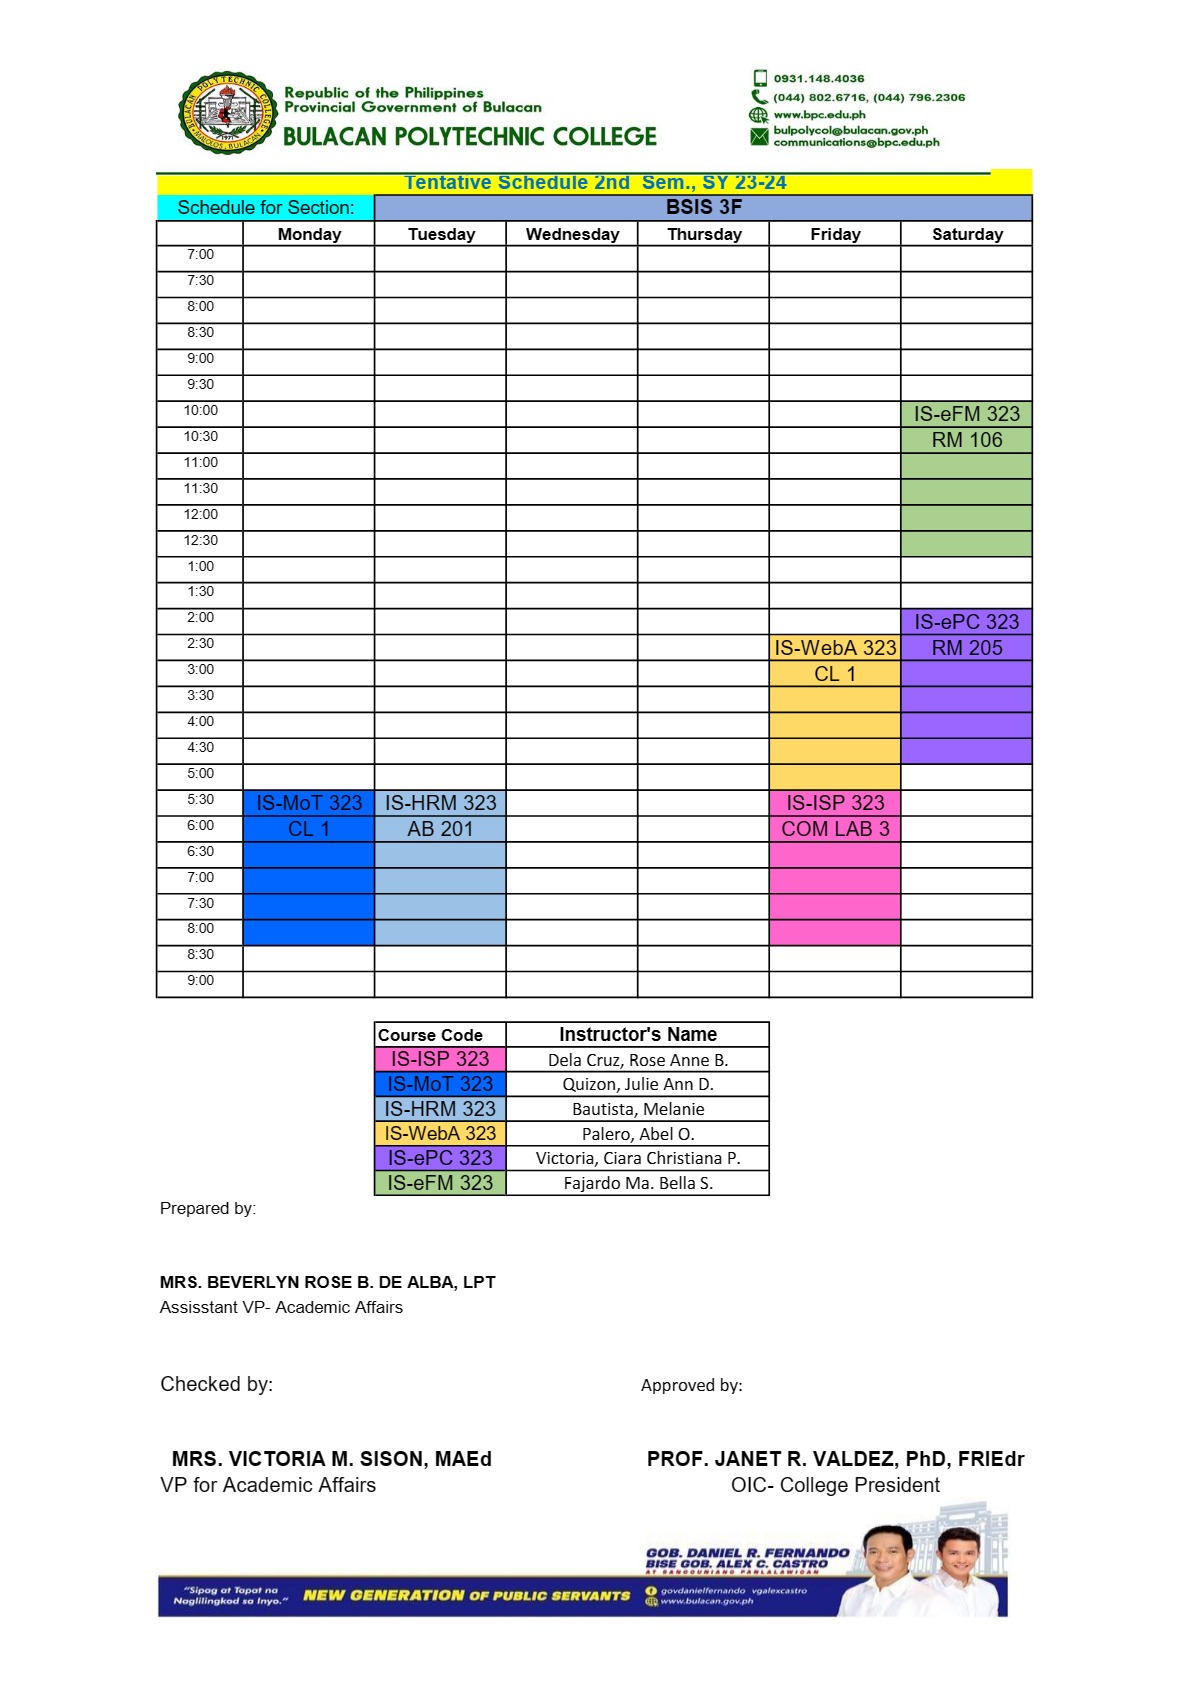 BULACAN POLYTECHNIC COLLEGE
MALOLOS, BULACAN
1971
Republic of the Philippines
Provincial Government of Bulacan
BULACAN POLYTECHNIC COLLEGE
0931.148.4036
(044) 802.6716, (044) 796.2306
www.bpc.edu.ph
bulpolycol@bulacan.gov.ph
communications@bpc.edu.ph
Tentative Schedule 2nd Sem., SY 23-24
Schedule for Section: BSIS 3F
Monday Tuesday Wednesday Thursday Friday Saturday
7:00
7:30
8:00
8:30
9:00
9:30
10:00 IS-eFM 323
10:30 RM 106
11:00
11:30
12:00
12:30
1:00
1:30
2:00 IS-ePC 323
2:30 IS-WebA 323 RM 205
3:00 CL 1
3:30
4:00
4:30
5:00
5:30 IS-MoT 323 IS-HRM 323 IS-ISP 323
6:00 CL 1 AB 201 COM LAB 3
6:30
7:00
7:30
8:00
8:30
9:00
Course Code Instructor's Name
IS-ISP 323 Dela Cruz, Rose Anne B.
IS-MoT 323 Quizon, Julie Ann D.
IS-HRM 323 Bautista, Melanie
IS-WebA 323 Palero, Abel O.
IS-ePC 323 Victoria, Ciara Christiana P.
IS-eFM 323 Fajardo Ma. Bella S.
Prepared by:
MRS. BEVERLYN ROSE B. DE ALBA, LPT
Assisstant VP- Academic Affairs
Checked by: Approved by:
MRS. VICTORIA M. SISON, MAEd PROF. JANET R. VALDEZ, PhD, FRIEdr
VP for Academic Affairs OIC- College President
GOB. DANIEL R. FERNANDO
BISE GOB. ALEX C. CASTRO
AT SANGGUNIANG PANLALAWIGAN
"Sipag at Tapat na
Naglilingkod sa Inyo."
NEW GENERATION OF PUBLIC SERVANTS
govdanielfernando vgalexcastro
www.bulacan.gov.ph